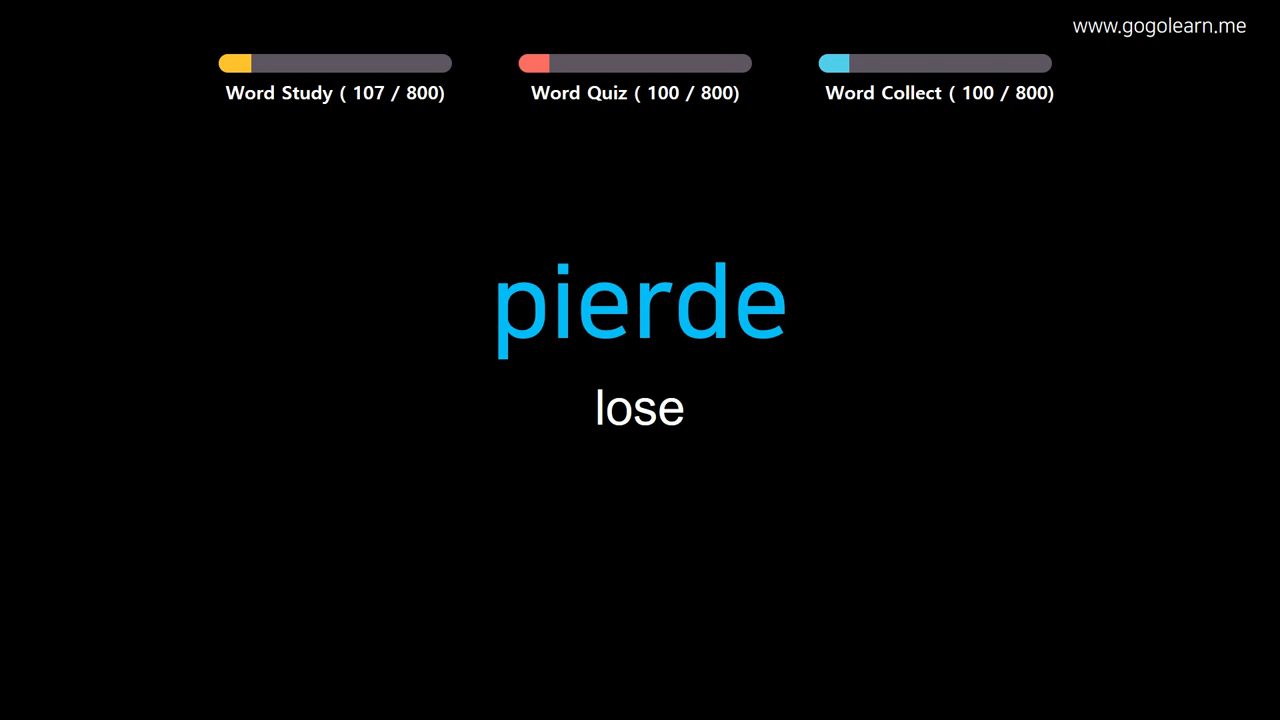 www.gogolearn.me
Word Study ( 107 / 800)
Word Quiz ( 100 / 800)
Word Collect ( 100 / 800)
pierde
lose